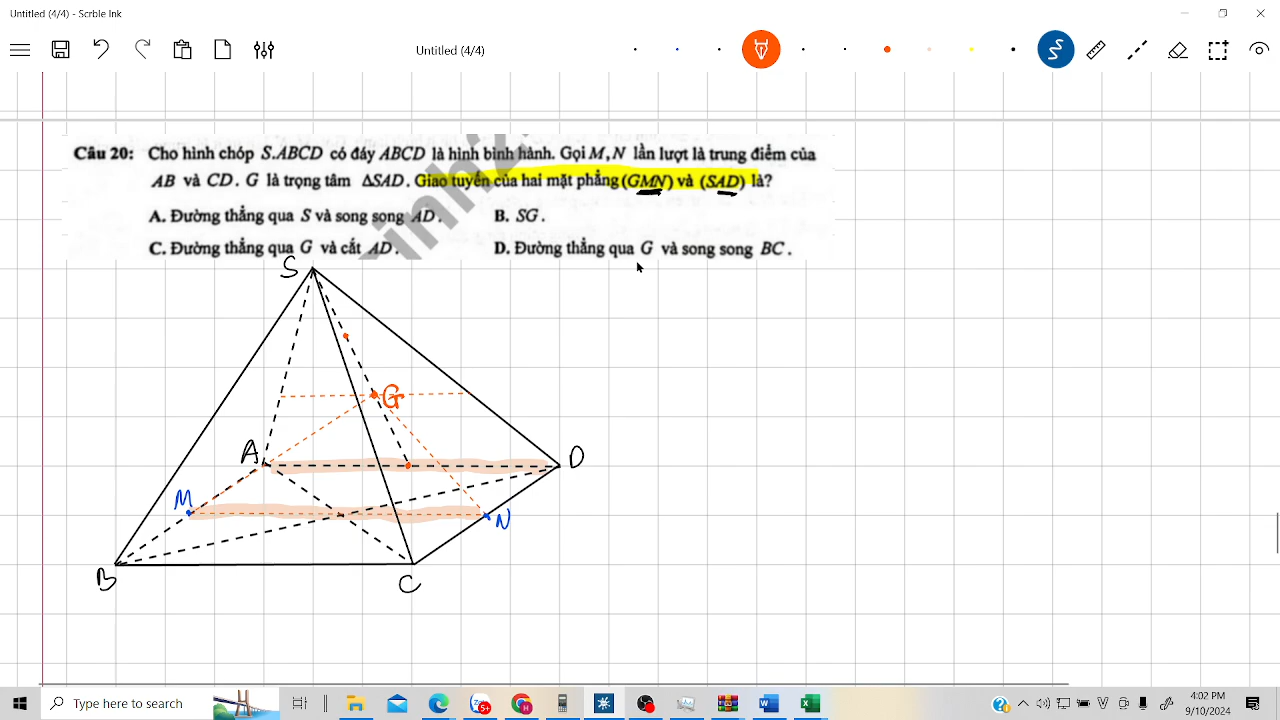 Untitled (4/4) - Scrble Ink
Untitled (4/4)
Câu 20: Cho hình chóp S.ABCD có đáy ABCD là hình bình hành. Gọi M, N lần lượt là trung điểm của
AB và CD. G là trọng tâm ΔSAD. Giao tuyến của hai mặt phẳng (GMN) và (SAD) là?
A. Đường thẳng qua S và song song AD. B. SG.
C. Đường thẳng qua G và cắt AD. D. Đường thẳng qua G và song song BC.
S
G
A
D
M
N
B
C
Type here to search
5+
7:02 PM
9/10/2024